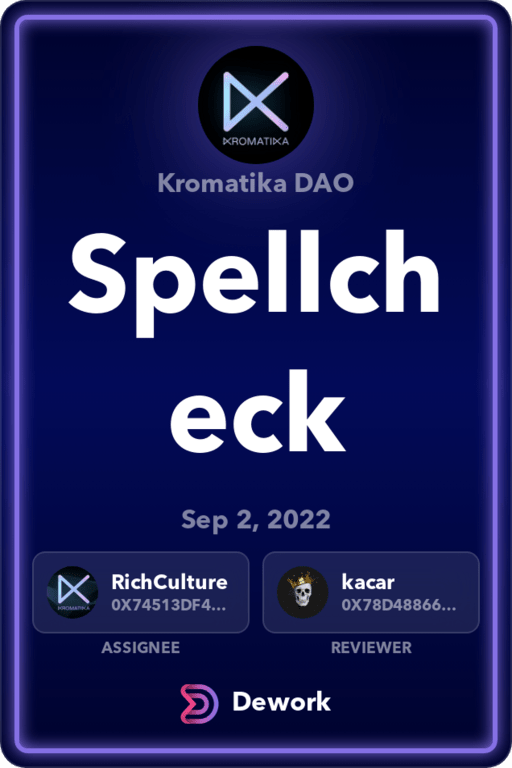 KROMATIKA
Kromatika DAO
Spellch
eck
Sep 2, 2022
RichCulture
0X74513DF4...
kacar
0X78D48866...
ASSIGNEE
REVIEWER
Dework